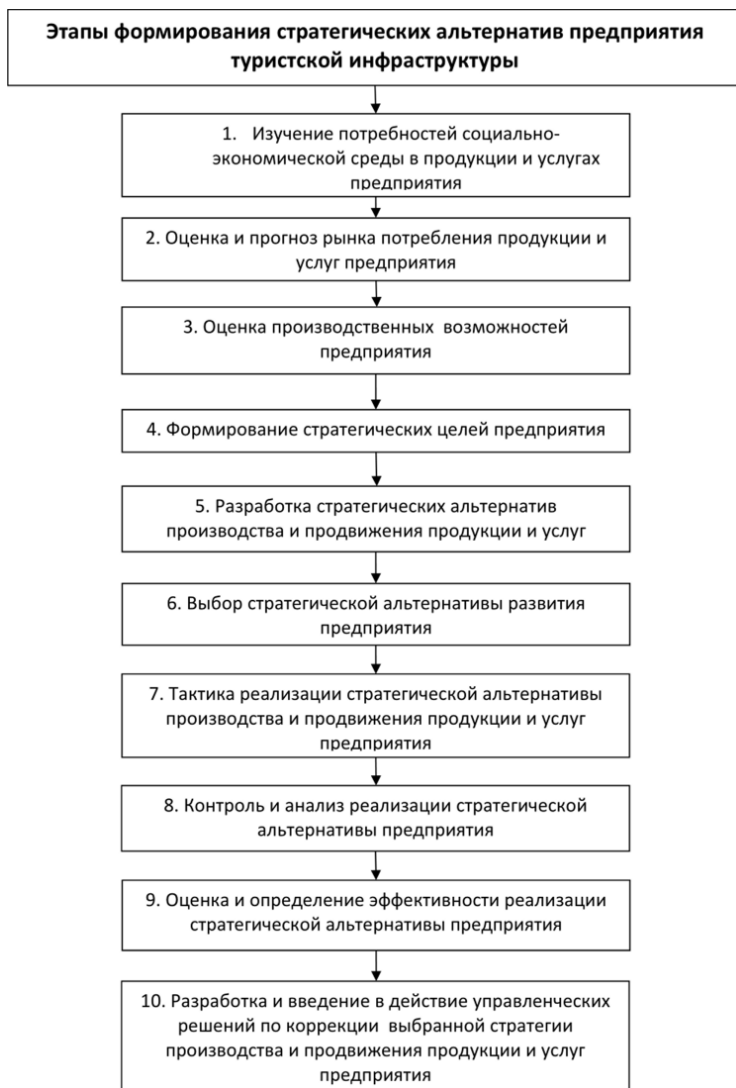 Этапы формирования стратегических альтернатив предприятия
туристской инфраструктуры
1. Изучение потребностей социально-
экономической среды в продукции и услугах
предприятия
2. Оценка и прогноз рынка потребления продукции и
услуг предприятия
3. Оценка производственных возможностей
предприятия
4. Формирование стратегических целей предприятия
5. Разработка стратегических альтернатив
производства и продвижения продукции и услуг
6. Выбор стратегической альтернативы развития
предприятия
7. Тактика реализации стратегической альтернативы
производства и продвижения продукции и услуг
предприятия
8. Контроль и анализ реализации стратегической
альтернативы предприятия
9. Оценка и определение эффективности реализации
стратегической альтернативы предприятия
10. Разработка и введение в действие управленческих
решений по коррекции выбранной стратегии
производства и продвижения продукции и услуг
предприятия